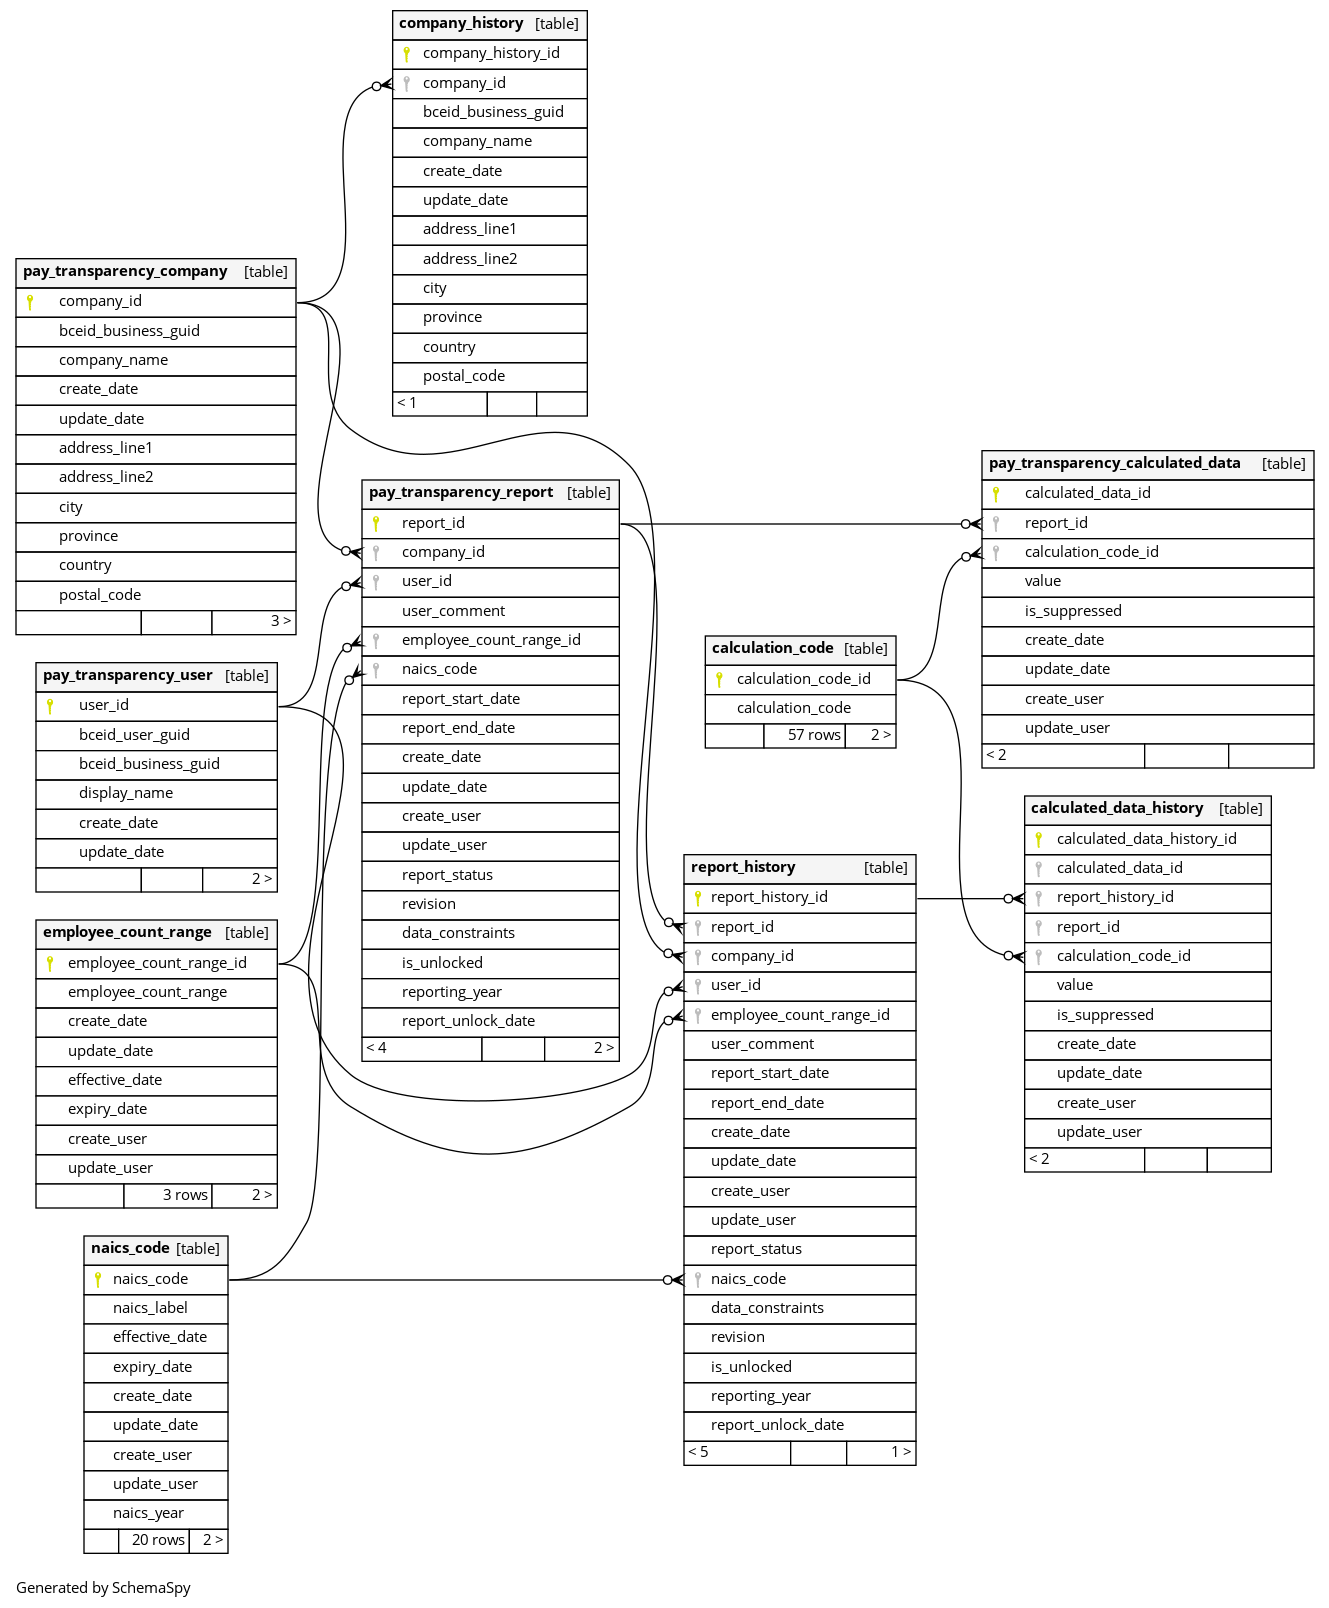 company_history [table]
company_history_id
company_id
bceid_business_guid
company_name
create_date
update_date
address_line1
address_line2
city
province
country
postal_code
< 1
pay_transparency_company [table]
company_id
bceid_business_guid
company_name
create_date
update_date
address_line1
address_line2
city
province
country
postal_code
3 >
pay_transparency_report [table]
report_id
company_id
user_id
user_comment
employee_count_range_id
naics_code
report_start_date
report_end_date
create_date
update_date
create_user
update_user
report_status
revision
data_constraints
is_unlocked
reporting_year
report_unlock_date
< 4 2 >
pay_transparency_calculated_data [table]
calculated_data_id
report_id
calculation_code_id
value
is_suppressed
create_date
update_date
create_user
update_user
< 2
calculation_code [table]
calculation_code_id
calculation_code
57 rows 2 >
pay_transparency_user [table]
user_id
bceid_user_guid
bceid_business_guid
display_name
create_date
update_date
2 >
calculated_data_history [table]
calculated_data_history_id
calculated_data_id
report_history_id
report_id
calculation_code_id
value
is_suppressed
create_date
update_date
create_user
update_user
< 2
report_history [table]
report_history_id
report_id
company_id
user_id
employee_count_range_id
user_comment
report_start_date
report_end_date
create_date
update_date
create_user
update_user
report_status
naics_code
data_constraints
revision
is_unlocked
reporting_year
report_unlock_date
< 5 1 >
employee_count_range [table]
employee_count_range_id
employee_count_range
create_date
update_date
effective_date
expiry_date
create_user
update_user
3 rows 2 >
naics_code [table]
naics_code
naics_label
effective_date
expiry_date
create_date
update_date
create_user
update_user
naics_year
20 rows 2 >
Generated by SchemaSpy